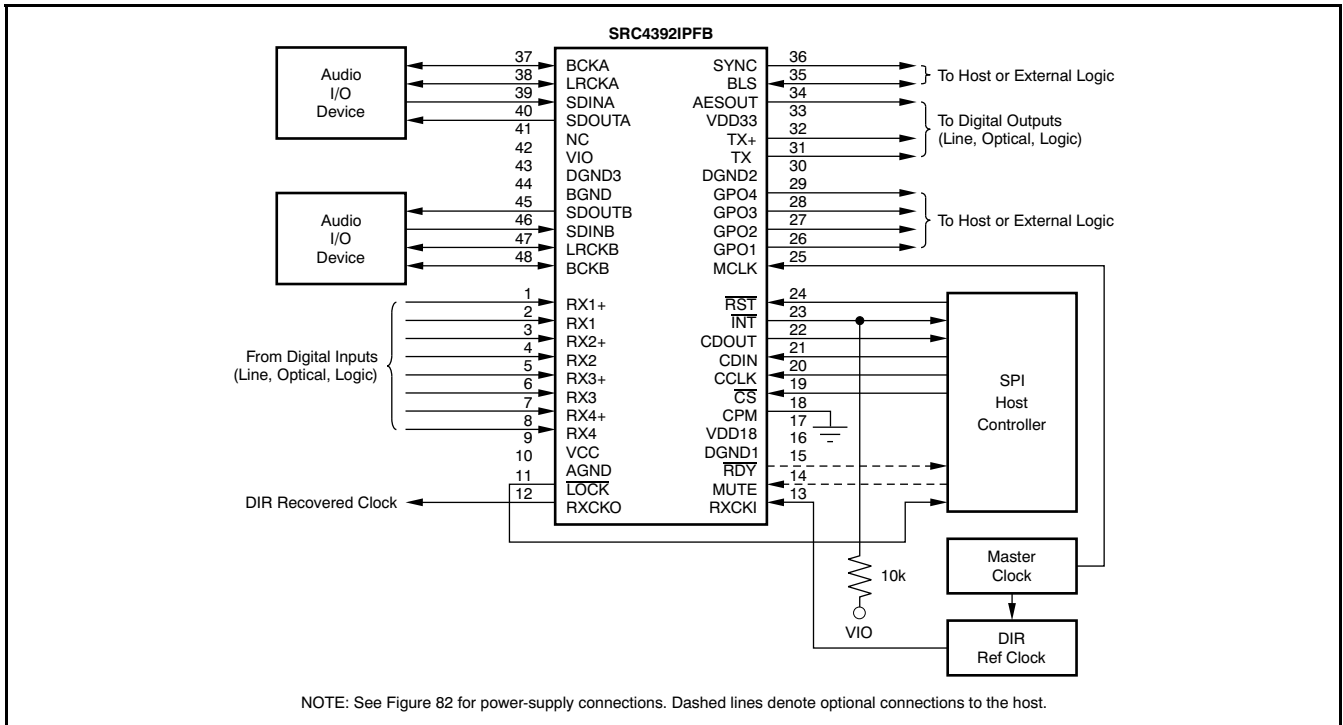 SRC4392IPFB
Audio
I/O
Device
37
38
39
40
41
42
43
44
45
46
47
48
Audio
I/O
Device
1
2
3
4
5
6
7
8
9
10
11
12
From Digital Inputs
(Line, Optical, Logic)
DIR Recovered Clock
BCKA
LRCKA
SDINA
SDOUTA
NC
VIO
DGND3
BGND
SDOUTB
SDINB
LRCKB
BCKB
RX1+
RX1
RX2+
RX2
RX3+
RX3
RX4+
RX4
VCC
AGND
LOCK
RXCKO
SYNC
BLS
AESOUT
VDD33
TX+
TX
DGND2
GPO4
GPO3
GPO2
GPO1
MCLK
RST
INT
CDOUT
CDIN
CCLK
CS
CPM
VDD18
DGND1
RDY
MUTE
RXCKI
36
35
34
33
32
31
30
29
28
27
26
25
24
23
22
21
20
19
18
17
16
15
14
13
To Host or External Logic
To Digital Outputs
(Line, Optical, Logic)
To Host or External Logic
SPI
Host
Controller
10k
VIO
Master
Clock
DIR
Ref Clock
NOTE: See Figure 82 for power-supply connections. Dashed lines denote optional connections to the host.